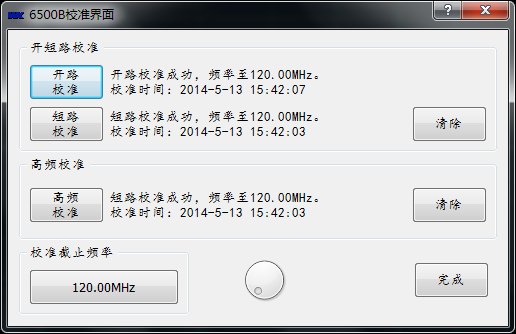 6500B校准界面
开短路校准
开路
校准
开路校准成功，频率至120.00MHz。
校准时间：2014-5-13 15:42:07
短路
校准
短路校准成功，频率至120.00MHz。
校准时间：2014-5-13 15:42:03
清除
高频校准
高频
校准
短路校准成功，频率至120.00MHz。
校准时间：2014-5-13 15:42:03
清除
校准截止频率
120.00MHz
完成